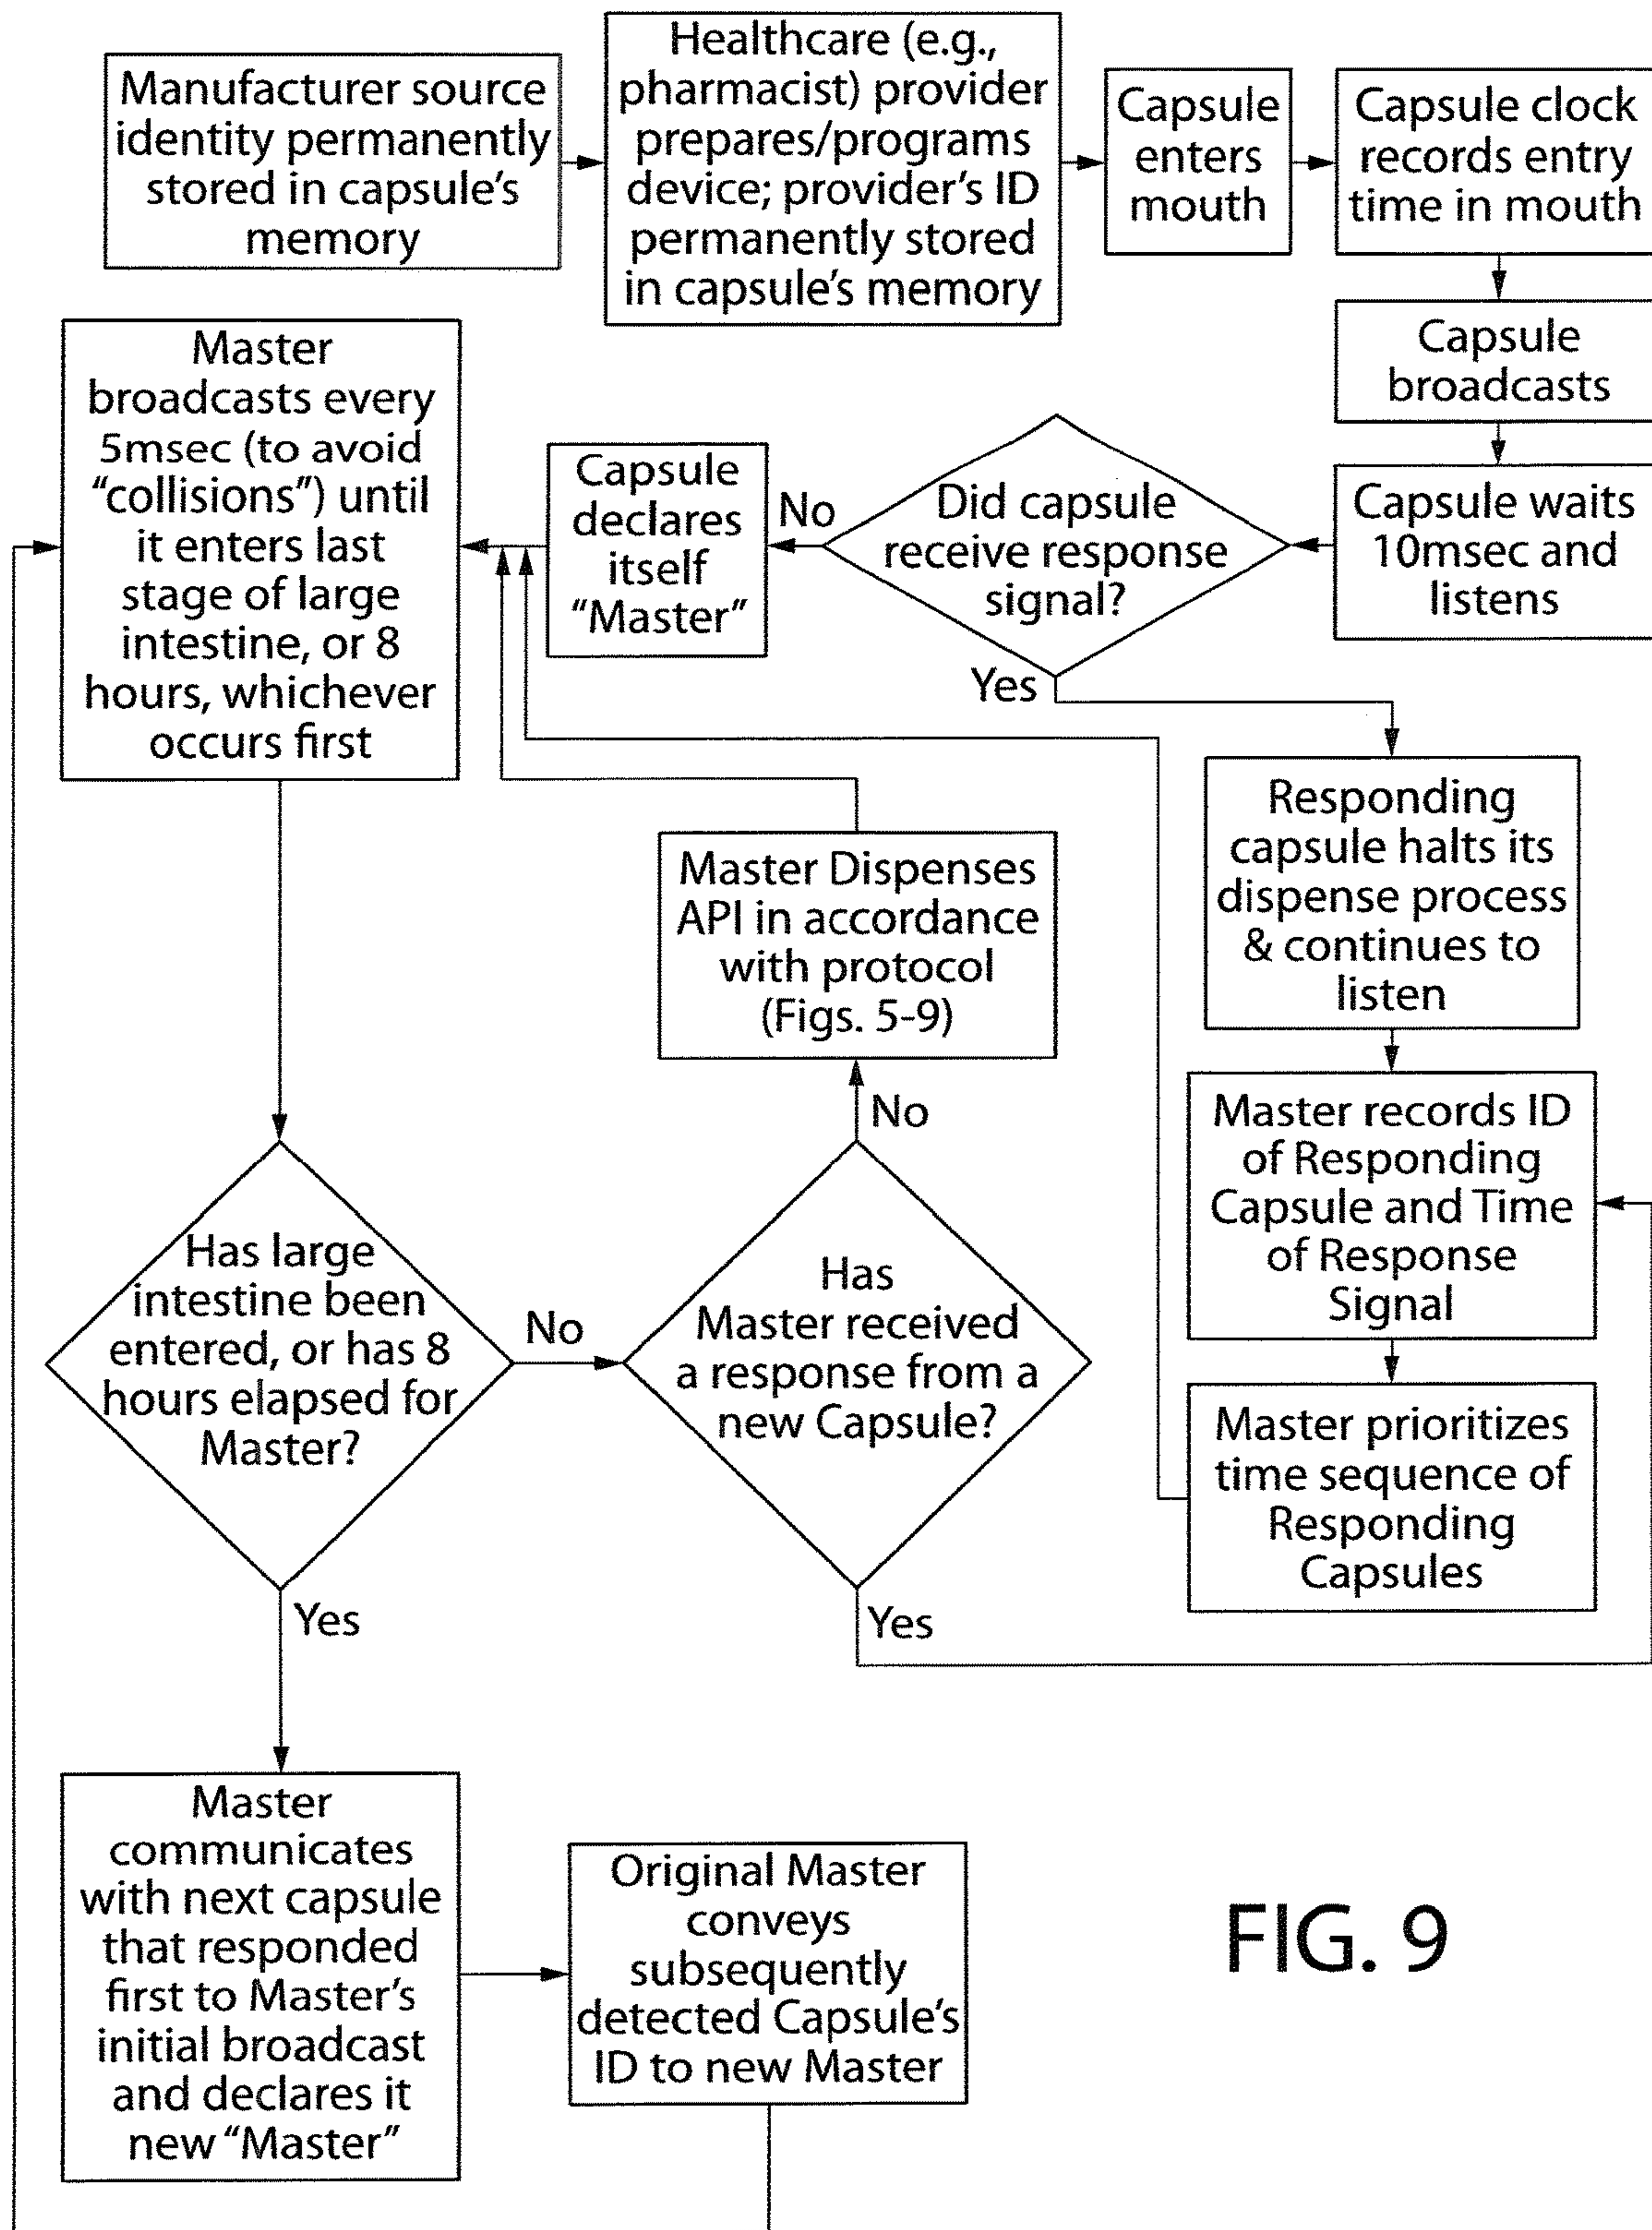 Manufacturer source
identity permanently
stored in capsule's
memory
Healthcare (e.g.,
pharmacist) provider
prepares/programs
device; provider's ID
permanently stored
in capsule's memory
Capsule
enters
mouth
Capsule clock
records entry
time in mouth
Capsule
broadcasts
Capsule waits
10msec and
listens
Did capsule
receive response
signal?
No
Yes
Capsule
declares
itself
“Master”
Master
broadcasts every
5msec (to avoid
“collisions”) until
it enters last
stage of large
intestine, or 8
hours, whichever
occurs first
Responding
capsule halts its
dispense process
& continues to
listen
Master records ID
of Responding
Capsule and Time
of Response
Signal
Master prioritizes
time sequence of
Responding
Capsules
Master Dispenses
API in accordance
with protocol
(Figs. 5-9)
No
Has
Master received
a response from a
new Capsule?
Yes
Has large
intestine been
entered, or has 8
hours elapsed for
Master?
No
Yes
Master
communicates
with next capsule
that responded
first to Master's
initial broadcast
and declares it
new “Master”
Original Master
conveys
subsequently
detected Capsule's
ID to new Master
FIG. 9